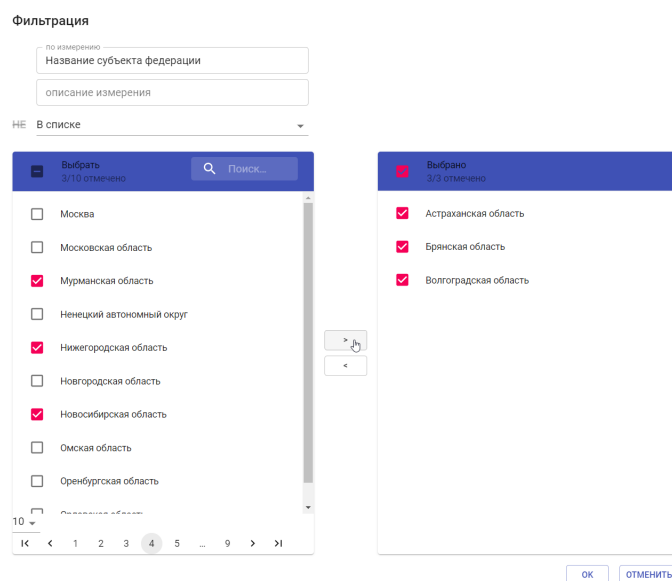 Фильтрация
по измерению
Название субъекта федерации
описание измерения
НЕ В списке
Выбрать
3/10 отмечено
Поиск...
Москва
Московская область
Мурманская область
Ненецкий автономный округ
Нижегородская область
Новгородская область
Новосибирская область
Омская область
Оренбургская область
10
1 2 3 4 5 ... 9
>
<
Выбрано
3/3 отмечено
Астраханская область
Брянская область
Волгоградская область
ОК ОТМЕНИТЬ